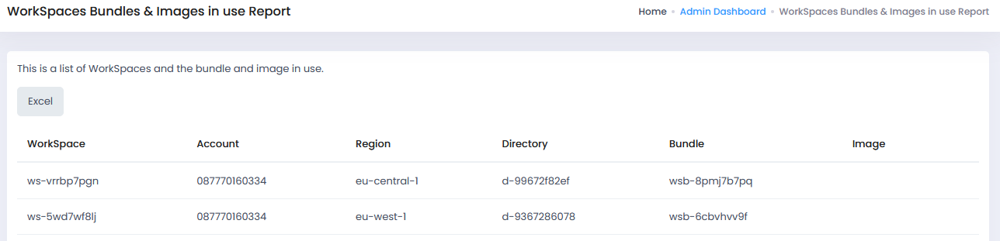 WorkSpaces Bundles & Images in use Report
Home • Admin Dashboard • WorkSpaces Bundles & Images in use Report
This is a list of WorkSpaces and the bundle and image in use.
Excel
WorkSpace Account Region Directory Bundle Image
ws-vrrbp7pgn 087770160334 eu-central-1 d-99672f82ef wsb-8pmj7b7pq
ws-5wd7wf8lj 087770160334 eu-west-1 d-9367286078 wsb-6cbvhvv9f